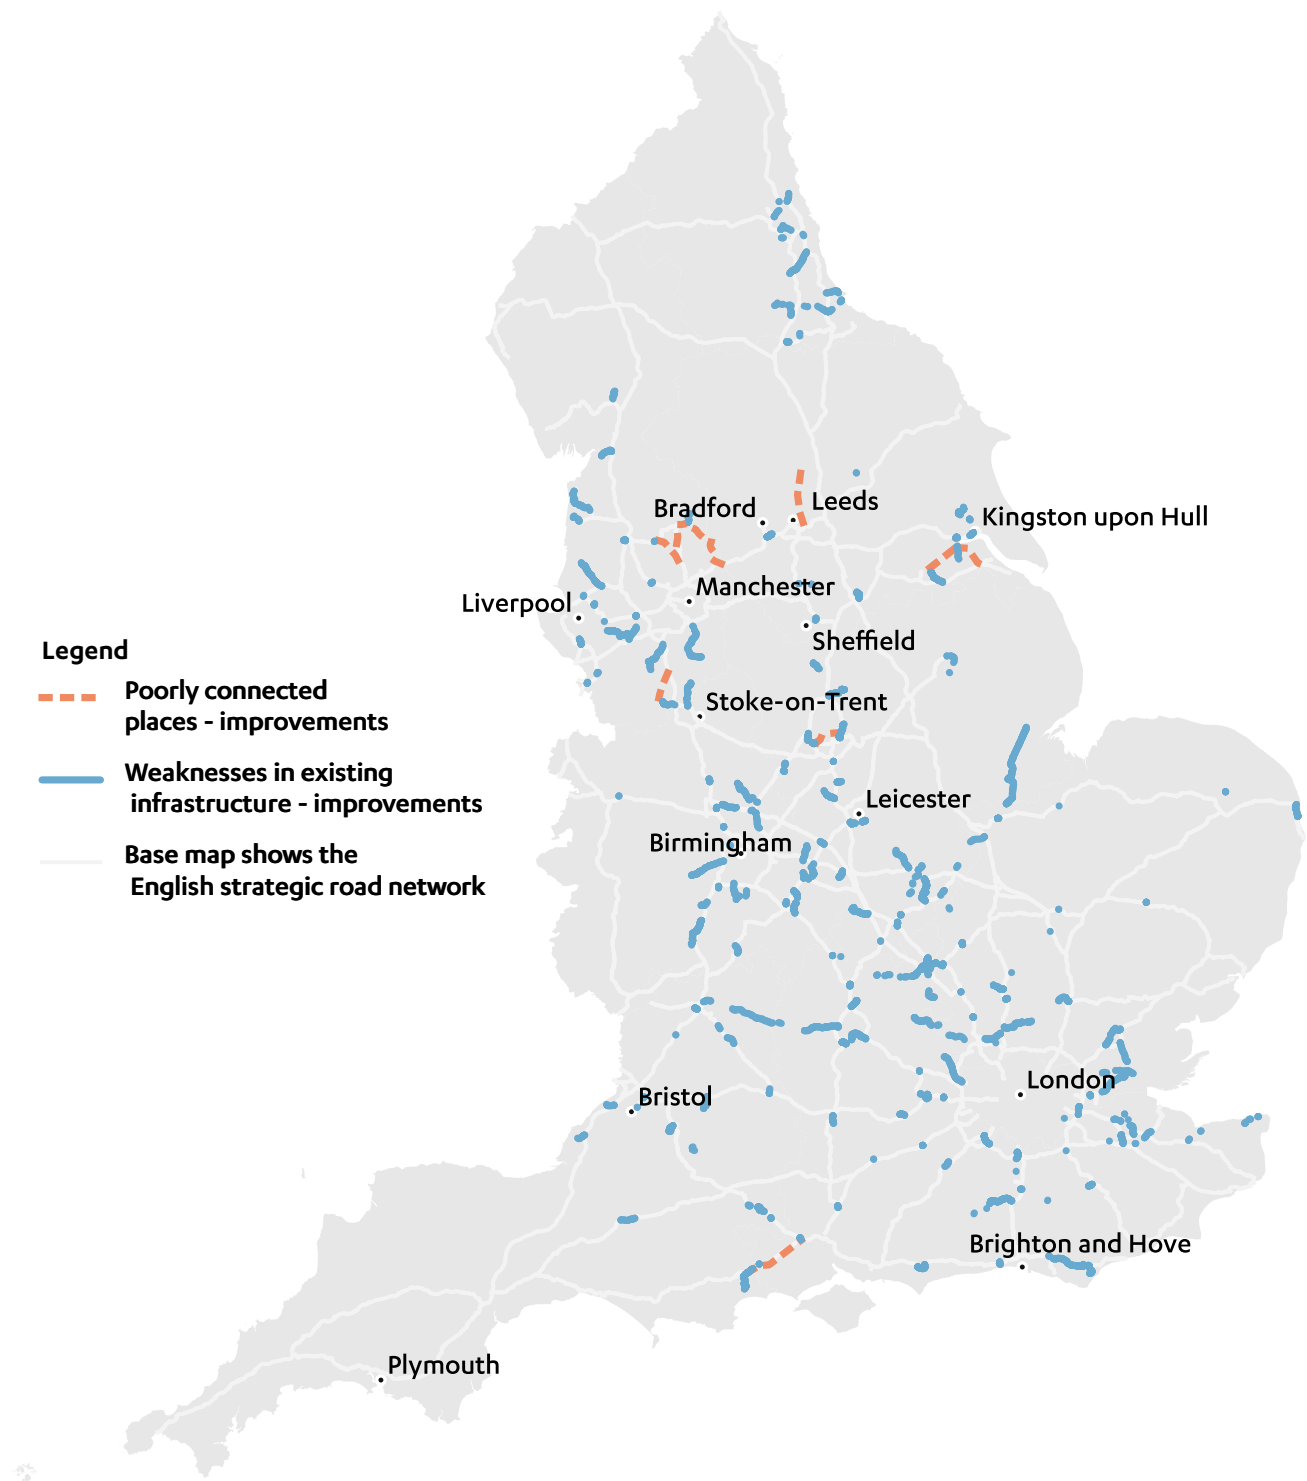 Bradford
Leeds
Kingston upon Hull
Manchester
Liverpool
Sheffield
Legend
Poorly connected
places - improvements
Stoke-on-Trent
Weaknesses in existing
infrastructure - improvements
Leicester
Birmingham
Base map shows the
English strategic road network
London
Bristol
Brighton and Hove
Plymouth